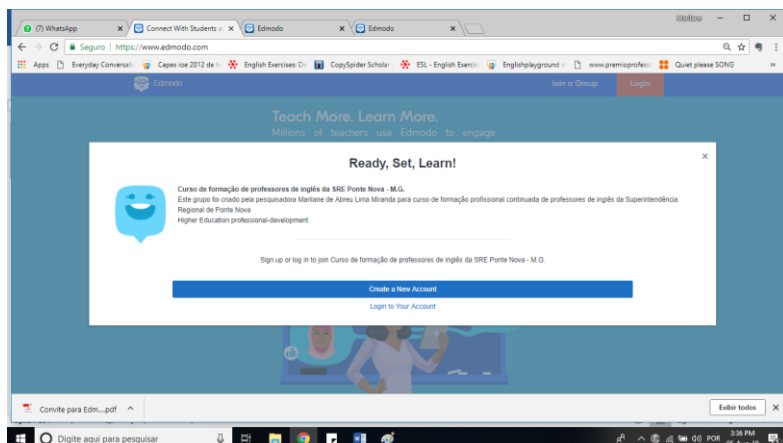 (7) WhatsApp
Connect With Students a
Edmodo
Edmodo
Marilane
Seguro | https://www.edmodo.com
Apps
Everyday Conversati
Capes ioe 2012 de t
English Exercises: De
CopySpider Scholar
ESL - English Exercis
Englishplayground
www.premioprofess
Quiet please SONG
»
Edmodo
Join a Group
Login
Teach More. Learn More.
Millions of teachers use Edmodo to engage
Ready, Set, Learn!
Curso de formação de professores de inglês da SRE Ponte Nova - M.G.
Este grupo foi criado pela pesquisadora Marilane de Abreu Lima Miranda para curso de formação profissional continuada de professores de inglês da Superintendência
Regional de Ponte Nova
Higher Education professional-development
Sign up or log in to join Curso de formação de professores de inglês da SRE Ponte Nova - M.G.
Create a New Account
Login to Your Account
Convite para Edm....pdf
Exibir todos
Digite aqui para pesquisar
POR
3:36 PM